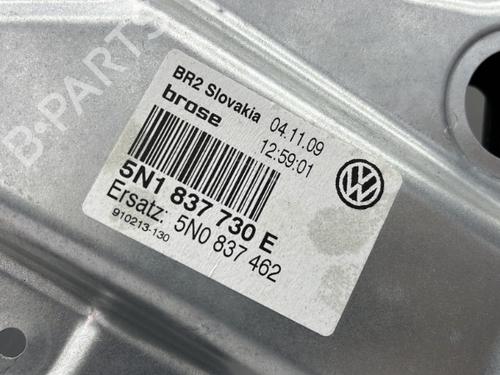 BR2 Slovakia 04.11.09
brose 12:59:01
5N1 837 730 E
Ersatz: 5N0 837 462
910213-130
B-PARTS